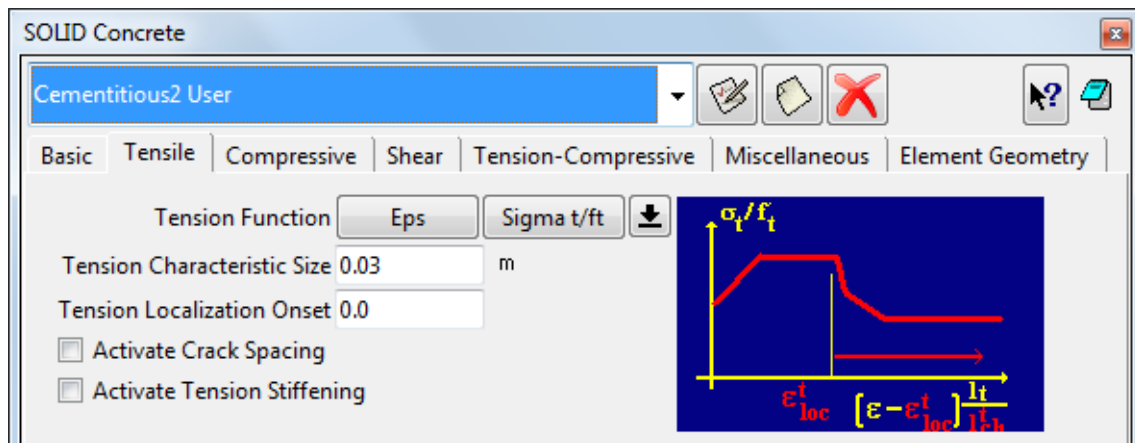 SOLID Concrete
Cementitious2 User
Basic Tensile Compressive Shear Tension-Compressive Miscellaneous Element Geometry
Tension Function Eps Sigma t/ft
Tension Characteristic Size 0.03 m
Tension Localization Onset 0.0
Activate Crack Spacing
Activate Tension Stiffening
σt/ft
εtloc [ε-εtloc] lt/ltch